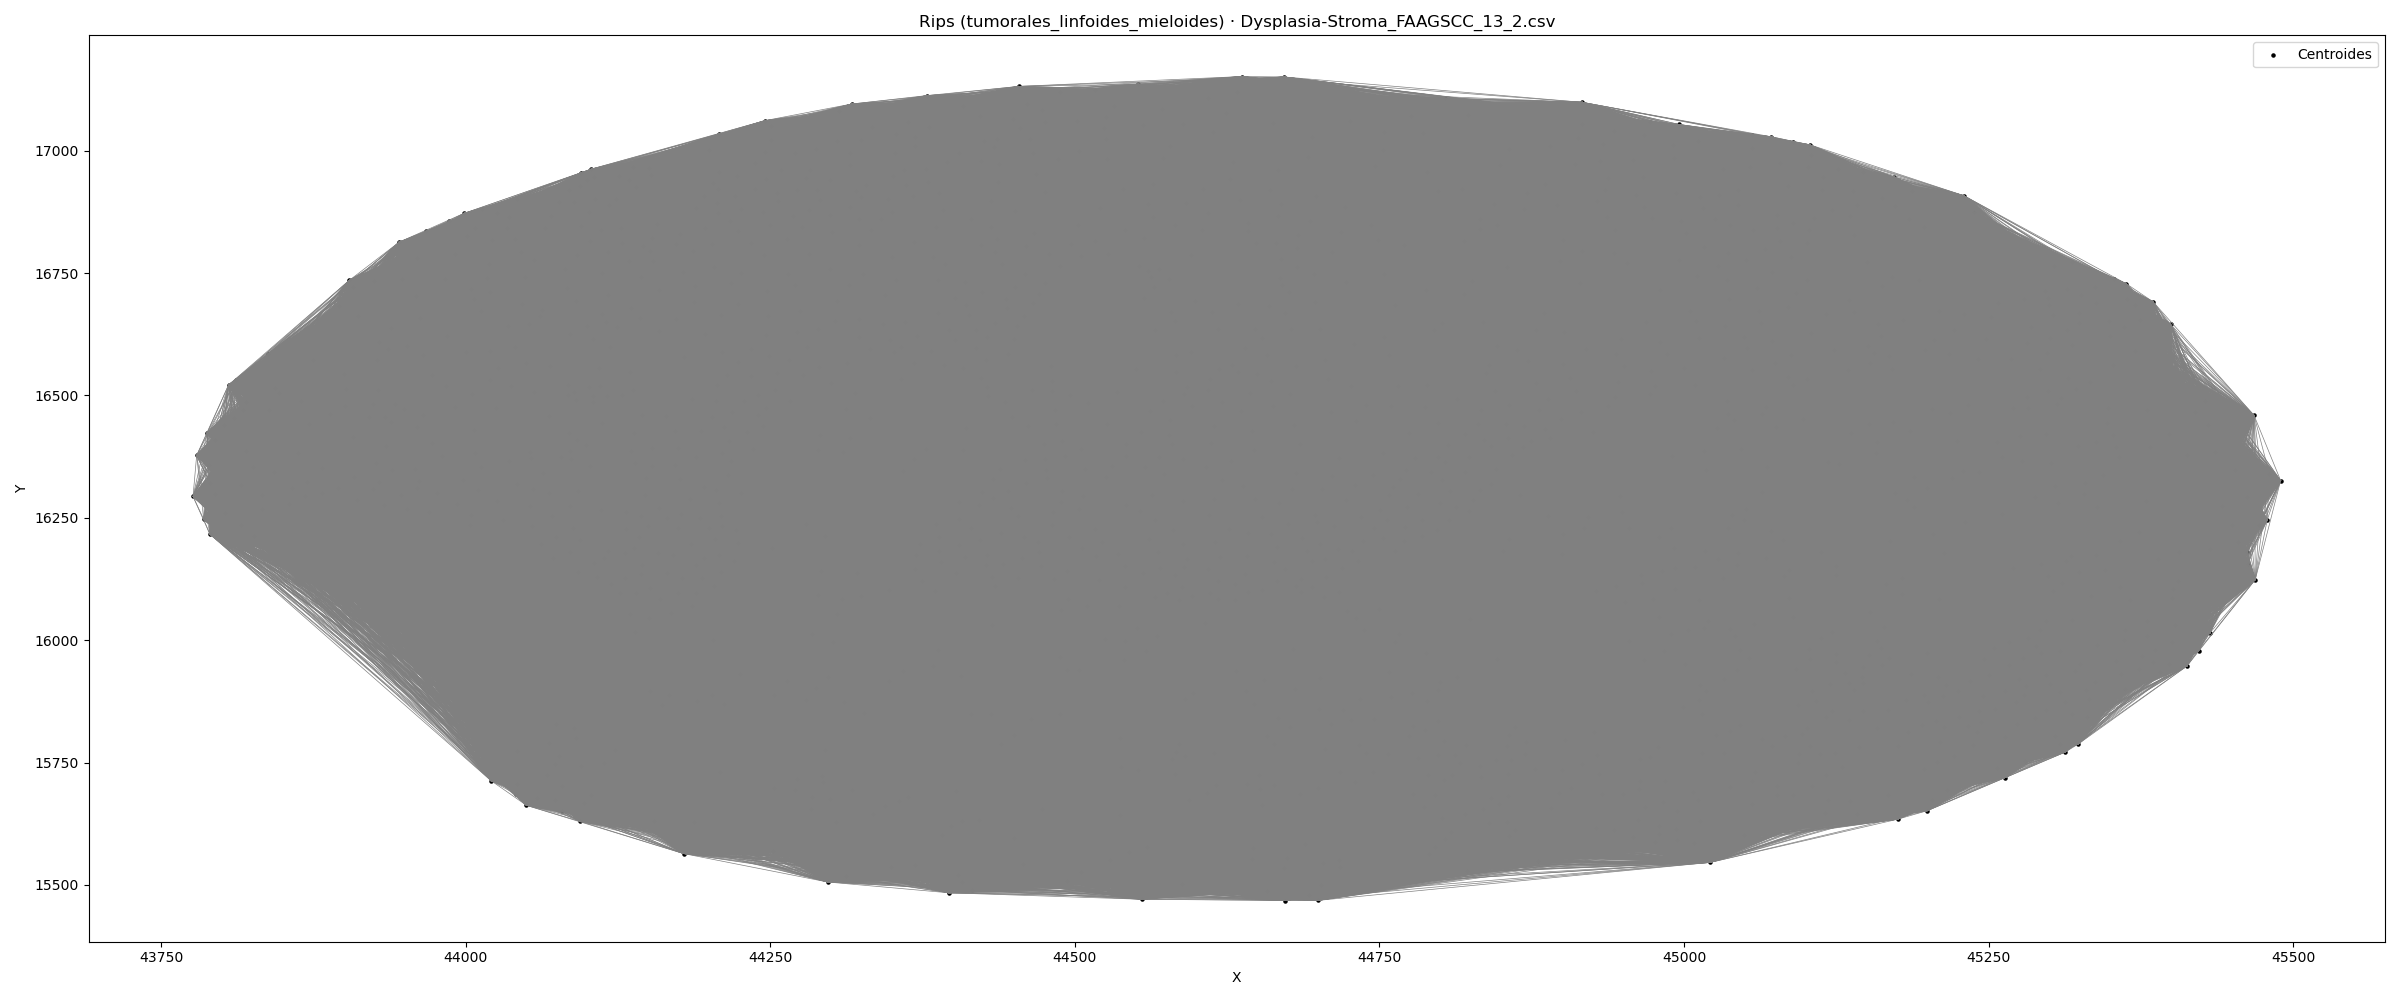 Rips (tumorales_linfoides_mieloides) · Dysplasia-Stroma_FAAGSCC_13_2.csv
Centroides
17000
16750
16500
16250
16000
15750
15500
Y
43750 44000 44250 44500 44750 45000 45250 45500
X